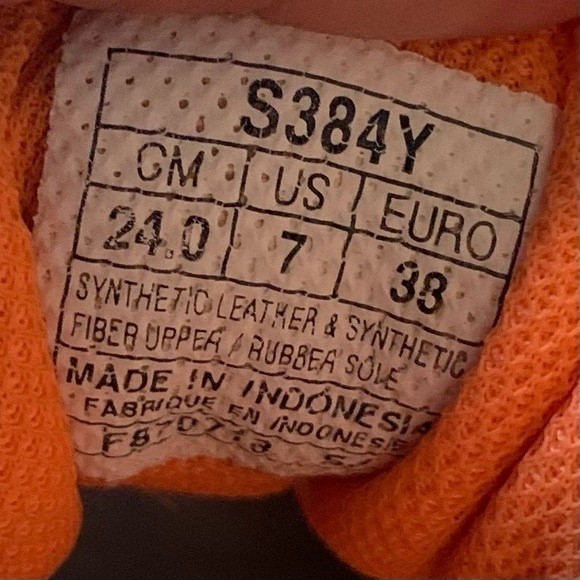 S384Y
CM US EURO
24.0 7 38
SYNTHETIC LEATHER & SYNTHETIC
FIBER UPPER / RUBBER SOLE
MADE IN INDONESIA
FABRIQUE EN INDONESIE